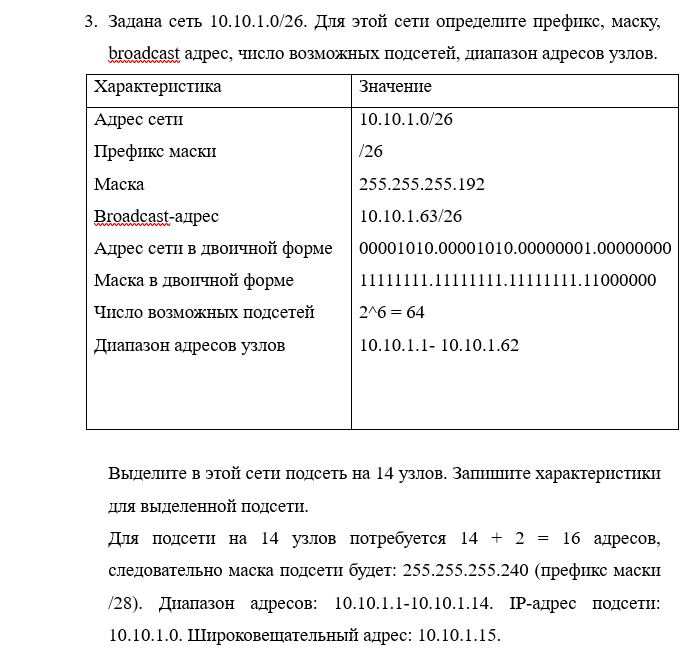 3. Задана сеть 10.10.1.0/26. Для этой сети определите префикс, маску,
broadcast адрес, число возможных подсетей, диапазон адресов узлов.
Характеристика Значение
Адрес сети 10.10.1.0/26
Префикс маски /26
Маска 255.255.255.192
Broadcast-адрес 10.10.1.63/26
Адрес сети в двоичной форме 00001010.00001010.00000001.00000000
Маска в двоичной форме 11111111.11111111.11111111.11000000
Число возможных подсетей 2^6 = 64
Диапазон адресов узлов 10.10.1.1- 10.10.1.62
Выделите в этой сети подсеть на 14 узлов. Запишите характеристики
для выделенной подсети.
Для подсети на 14 узлов потребуется 14 + 2 = 16 адресов,
следовательно маска подсети будет: 255.255.255.240 (префикс маски
/28). Диапазон адресов: 10.10.1.1-10.10.1.14. IP-адрес подсети:
10.10.1.0. Широковещательный адрес: 10.10.1.15.